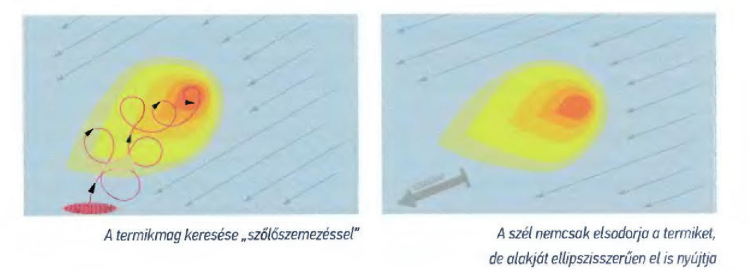 A termikmag keresése „szőlőszemezéssel”
A szél nemcsak elsodorja a termiket,
de alakját ellipszisszerűen el is nyújtja